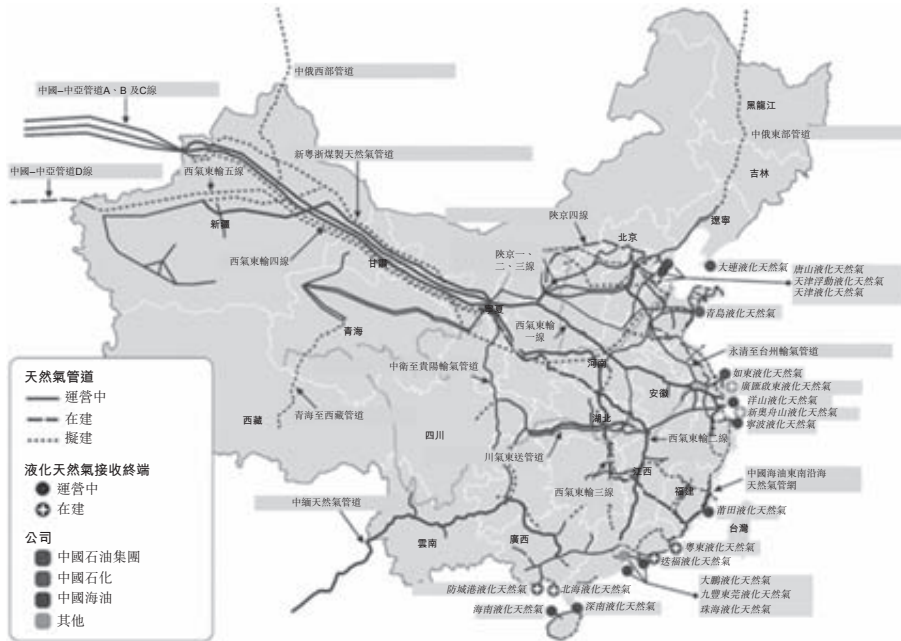 中俄西部管道
中國–中亞管道A、B 及C線
黑龍江
中俄東部管道
新粵浙煤製天然氣管道
西氣東輸五線
中國–中亞管道D線
吉林
陝京四線
遼寧
新疆
北京
陝京一、
二、三線
西氣東輸四線
甘肅
大連液化天然氣
唐山液化天然氣
天津浮動液化天然氣
天津液化天然氣
寧夏
青島液化天然氣
西氣東輸
一線
青海
永清至台州輸氣管道
中衛至貴陽輸氣管道
河南
如東液化天然氣
安徽
廣匯啟東液化天然氣
洋山液化天然氣
新奧舟山液化天然氣
寧波液化天然氣
青海至西藏管道
湖北
西藏
四川
西氣東輸二線
川氣東送管道
江西
中國海油東南沿海
天然氣管網
西氣東輸三線
福建
中緬天然氣管道
莆田液化天然氣
台灣
雲南
廣西
粵東液化天然氣
迭福液化天然氣
防城港液化天然氣
北海液化天然氣
大鵬液化天然氣
九豐東莞液化天然氣
珠海液化天然氣
海南液化天然氣
深南液化天然氣
天然氣管道
運營中
在建
擬建
液化天然氣接收終端
運營中
在建
公司
中國石油集團
中國石化
中國海油
其他